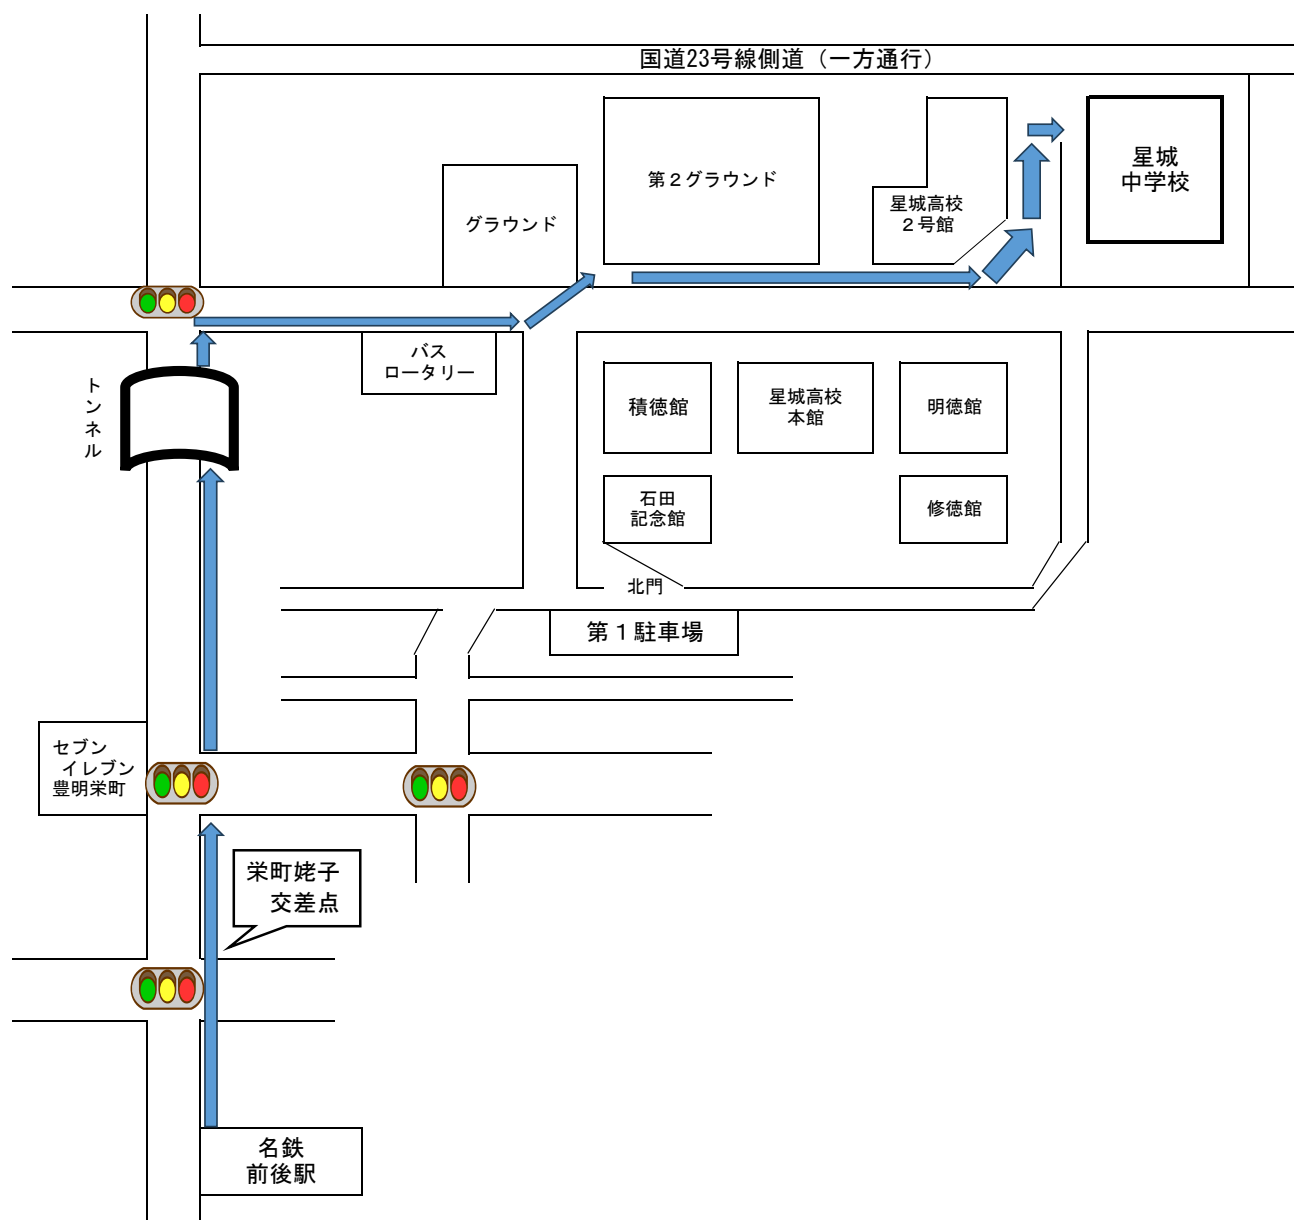 国道23号線側道（一方通行）
星城
中学校
第２グラウンド
星城高校
２号館
グラウンド
バス
ロータリー
トンネル
積徳館
星城高校
本館
明徳館
石田
記念館
修徳館
北門
第１駐車場
セブン
イレブン
豊明栄町
栄町姥子
交差点
名鉄
前後駅